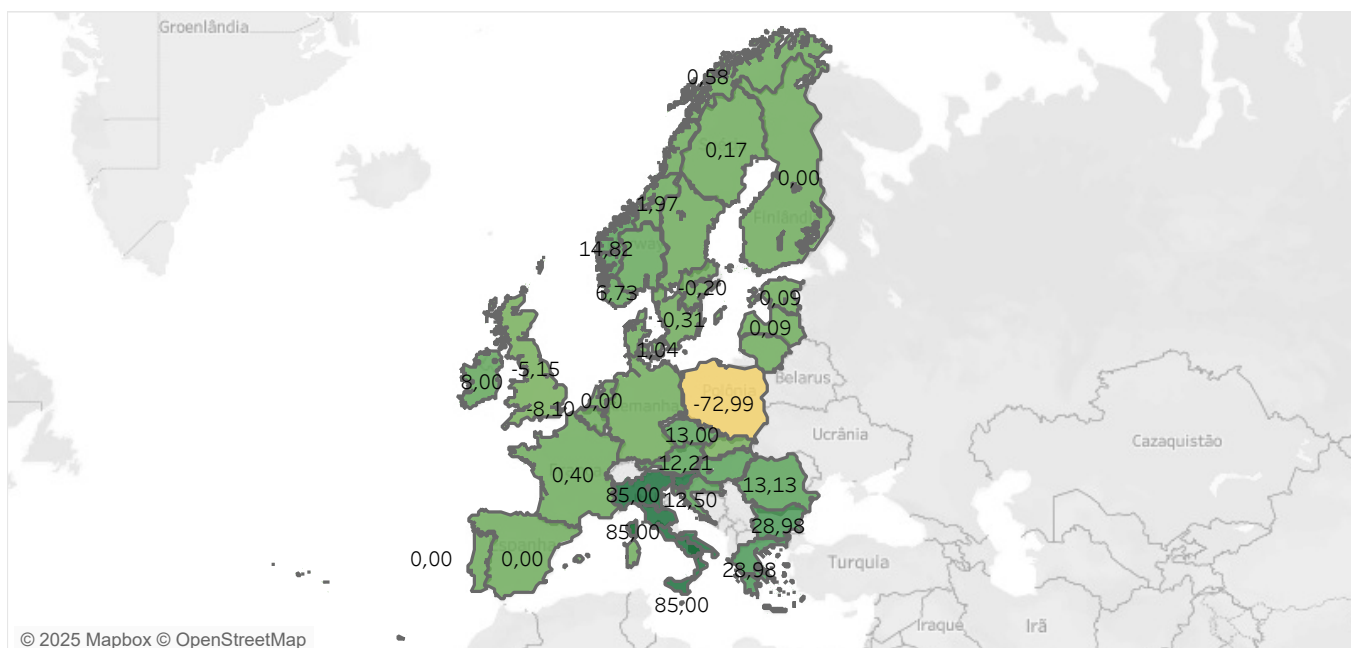 Groenlândia
0,58
0,17
0,00
1,97
Finlândia
14,82
6,73
-0,20
0,09
-0,31
0,09
1,04
-5,15
8,00
Belarus
Polônia
-8,10
0,00
-72,99
Ucrânia
13,00
Cazaquistão
12,21
0,40
13,13
85,00
12,50
28,98
85,00
0,00
0,00
Turquia
28,98
85,00
Iraque
Irã
© 2025 Mapbox © OpenStreetMap